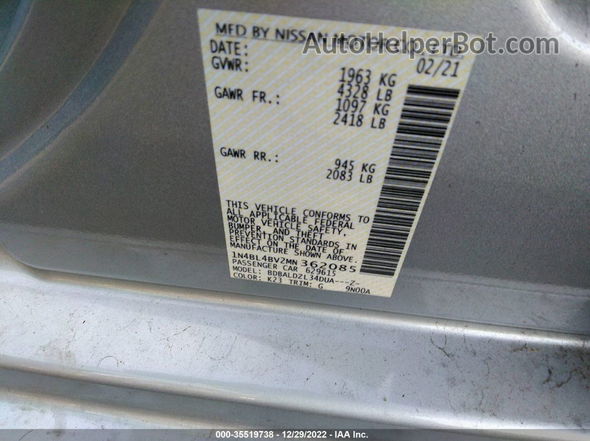 MFD BY NISSAN MOTOR CO., LTD
AutoHelperBot.com
DATE: 02/21
GVWR: 1963 KG
4328 LB
GAWR FR.: 1097 KG
2418 LB
GAWR RR.: 945 KG
2083 LB
THIS VEHICLE CONFORMS TO
ALL APPLICABLE FEDERAL
MOTOR VEHICLE SAFETY,
BUMPER, AND THEFT
PREVENTION STANDARDS IN
EFFECT ON THE DATE OF
MANUFACTURE SHOWN ABOVE.
1N4BL4BV2MN362085
PASSENGER CAR 629615
MODEL: BDBALDZL34DUA---Z-
COLOR: K23 TRIM: G 9N00A
000-35519738 - 12/29/2022 - IAA Inc.